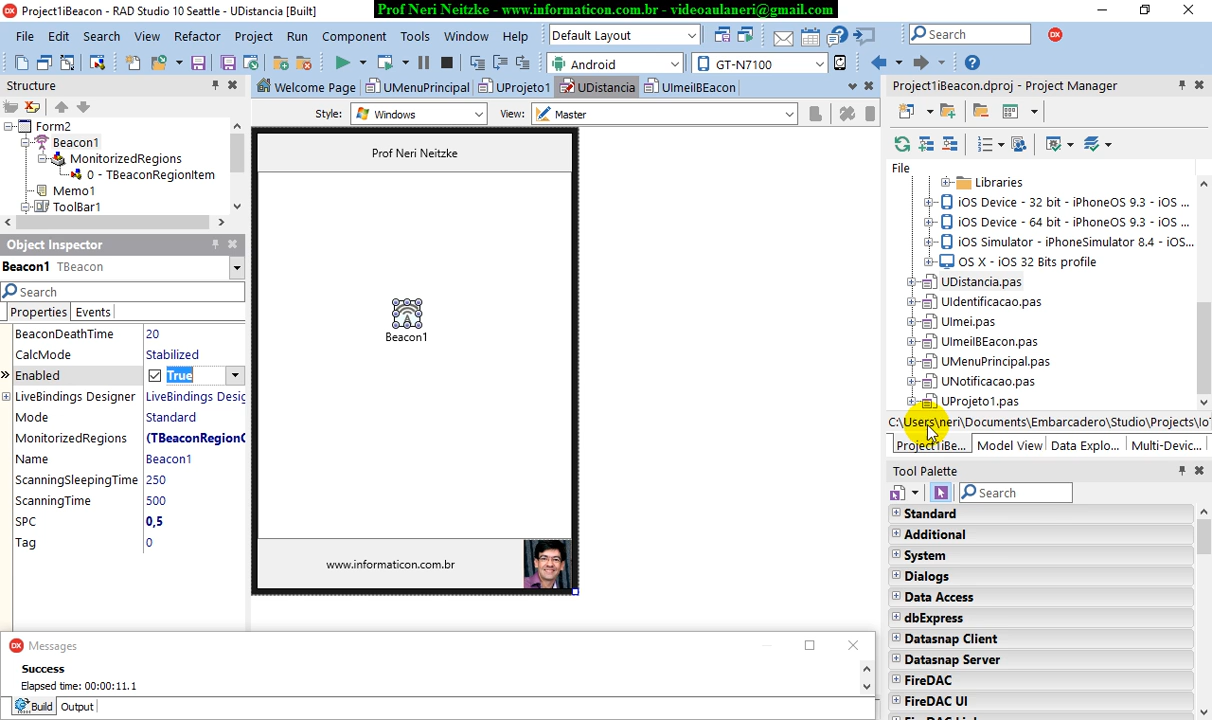 Project1iBeacon - RAD Studio 10 Seattle - UDistancia [Built]
Prof Neri Neitzke - www.informaticon.com.br - videoaulaneri@gmail.com
File Edit Search View Refactor Project Run Component Tools Window Help
Default Layout
Search
Android
GT-N7100
Structure
Form2
Beacon1
MonitorizedRegions
0 - TBeaconRegionItem
Memo1
ToolBar1
Object Inspector
Beacon1 TBeacon
Search
Properties Events
BeaconDeathTime 20
CalcMode Stabilized
Enabled True
LiveBindings Designer LiveBindings Desig
Mode Standard
MonitorizedRegions (TBeaconRegionC
Name Beacon1
ScanningSleepingTime 250
ScanningTime 500
SPC 0,5
Tag 0
Welcome Page UMenuPrincipal UProjeto1 UDistancia UImeiIBEacon
Style: Windows View: Master
Prof Neri Neitzke
Beacon1
www.informaticon.com.br
Messages
Success
Elapsed time: 00:00:11.1
Build Output
Project1iBeacon.dproj - Project Manager
File
Libraries
iOS Device - 32 bit - iPhoneOS 9.3 - iOS ...
iOS Device - 64 bit - iPhoneOS 9.3 - iOS ...
iOS Simulator - iPhoneSimulator 8.4 - iOS...
OS X - iOS 32 Bits profile
UDistancia.pas
UIdentificacao.pas
UImei.pas
UImeiIBEacon.pas
UMenuPrincipal.pas
UNotificacao.pas
UProjeto1.pas
C:\Users\neri\Documents\Embarcadero\Studio\Projects\IoT
Project1iBe... Model View Data Explo... Multi-Devic...
Tool Palette
Search
Standard
Additional
System
Dialogs
Data Access
dbExpress
Datasnap Client
Datasnap Server
FireDAC
FireDAC UI